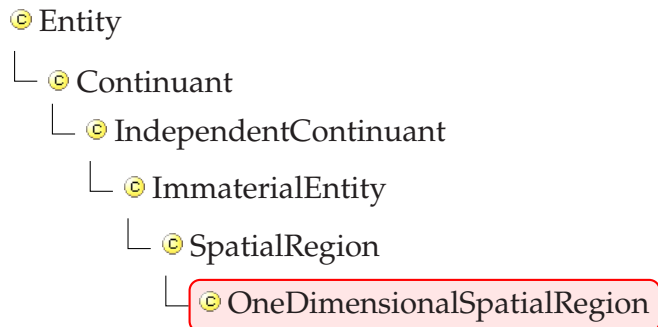 Entity
Continuant
IndependentContinuant
ImmaterialEntity
SpatialRegion
OneDimensionalSpatialRegion